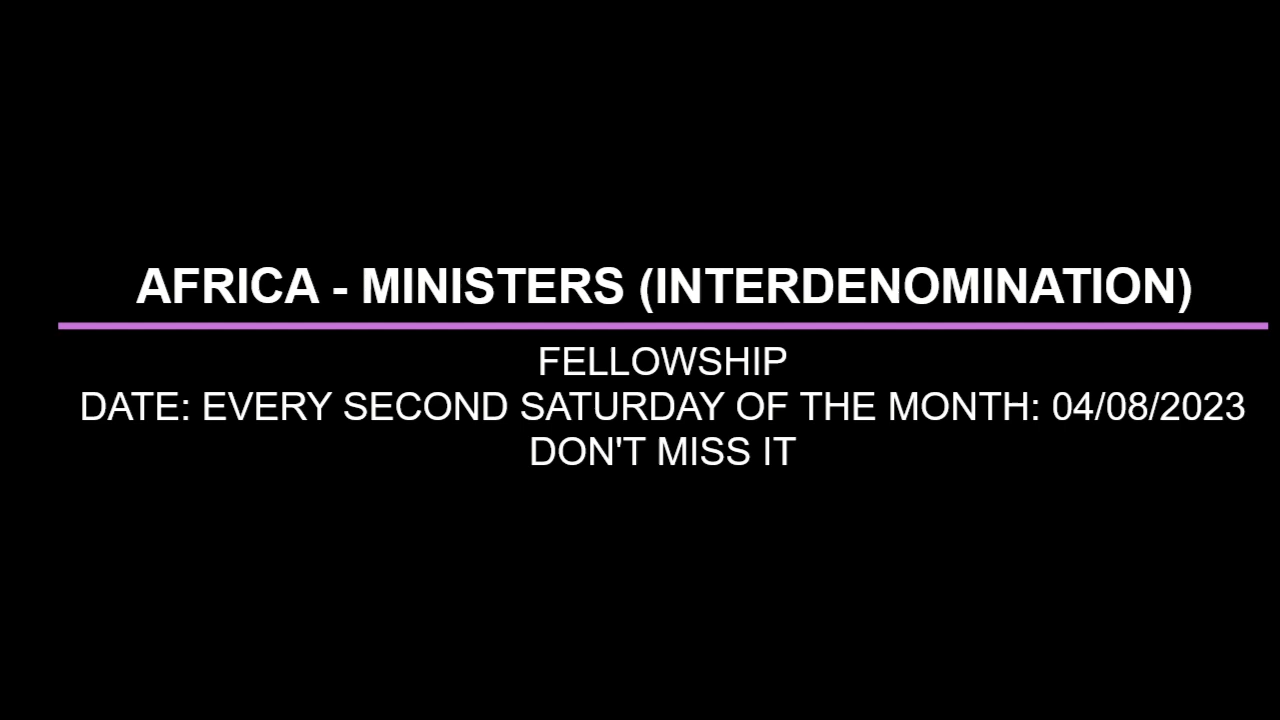 AFRICA - MINISTERS (INTERDENOMINATION)
FELLOWSHIP
DATE: EVERY SECOND SATURDAY OF THE MONTH: 04/08/2023
DON'T MISS IT